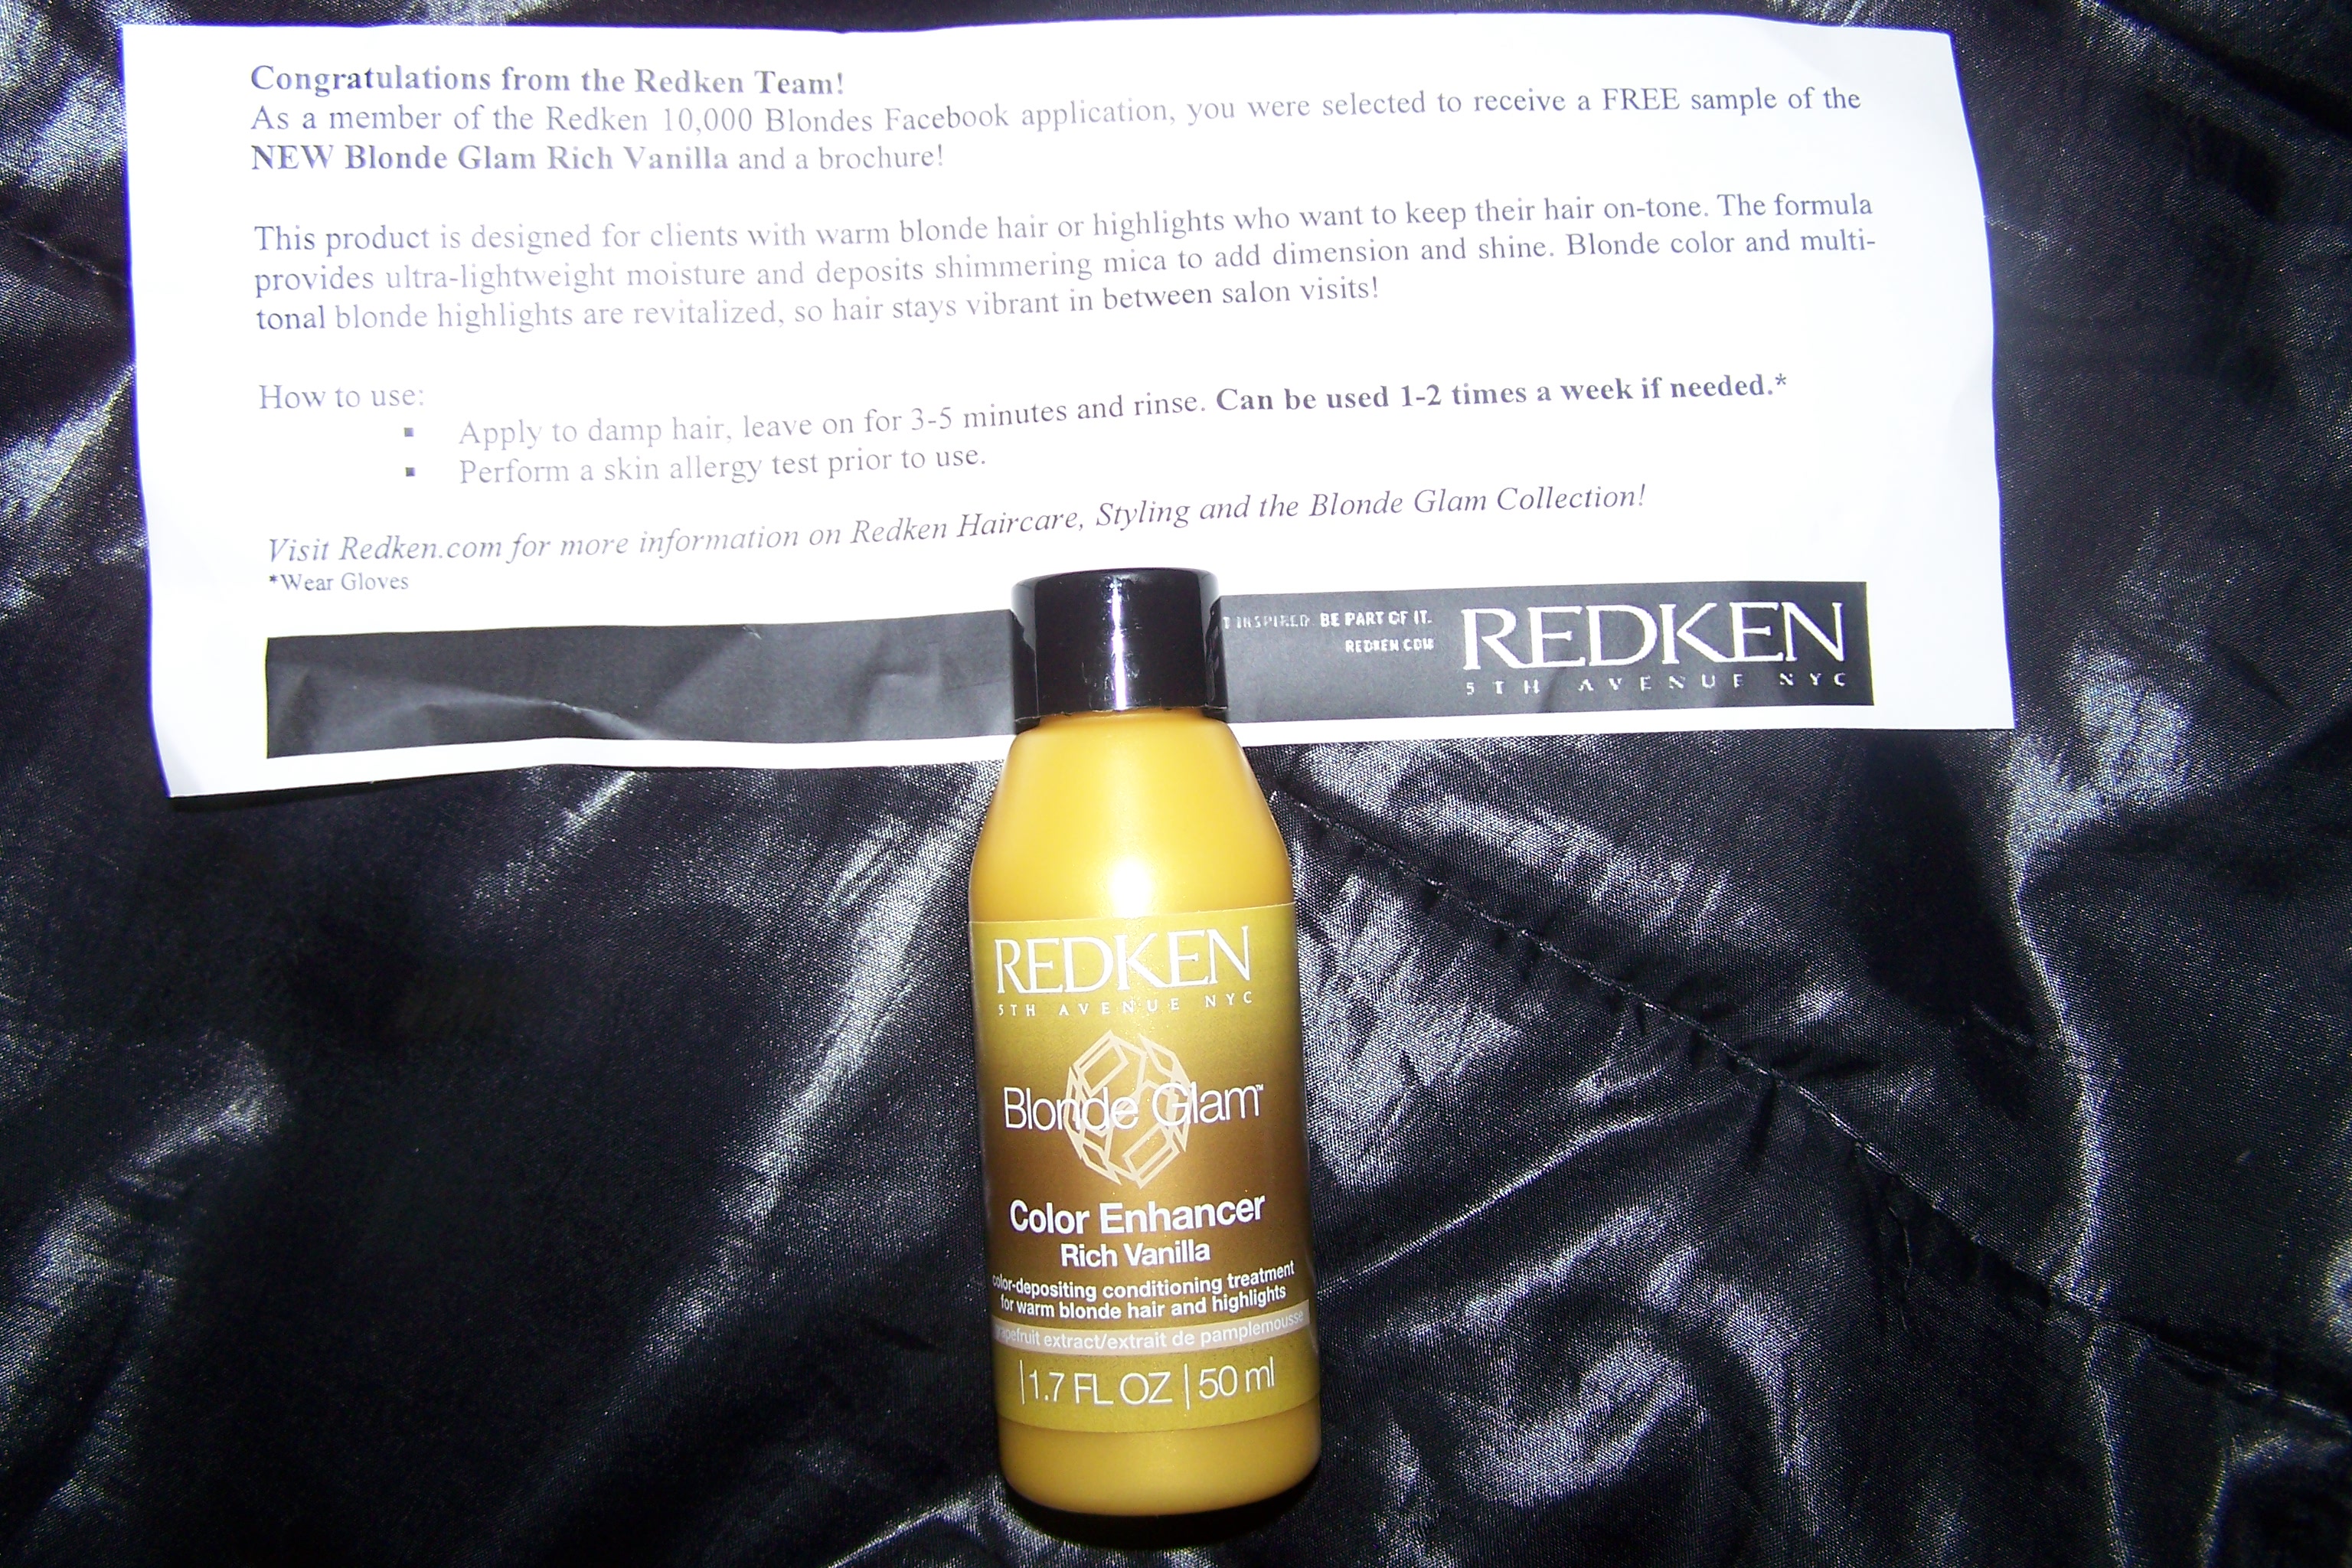 Congratulations from the Redken Team!
As a member of the Redken 10,000 Blondes Facebook application, you were selected to receive a FREE sample of the
NEW Blonde Glam Rich Vanilla and a brochure!
This product is designed for clients with warm blonde hair or highlights who want to keep their hair on-tone. The formula
provides ultra-lightweight moisture and deposits shimmering mica to add dimension and shine. Blonde color and multi-
tonal blonde highlights are revitalized, so hair stays vibrant in between salon visits!
How to use:
▪ Apply to damp hair, leave on for 3-5 minutes and rinse. Can be used 1-2 times a week if needed.*
▪ Perform a skin allergy test prior to use.
Visit Redken.com for more information on Redken Haircare, Styling and the Blonde Glam Collection!
*Wear Gloves
INSPIRED BE PART OF IT.
REDKEN COM
REDKEN
5TH AVENUE NYC
REDKEN
5TH AVENUE NYC
Blonde Glam™
Color Enhancer
Rich Vanilla
color-depositing conditioning treatment
for warm blonde hair and highlights
grapefruit extract/extrait de pamplemousse
1.7 FL OZ | 50 ml